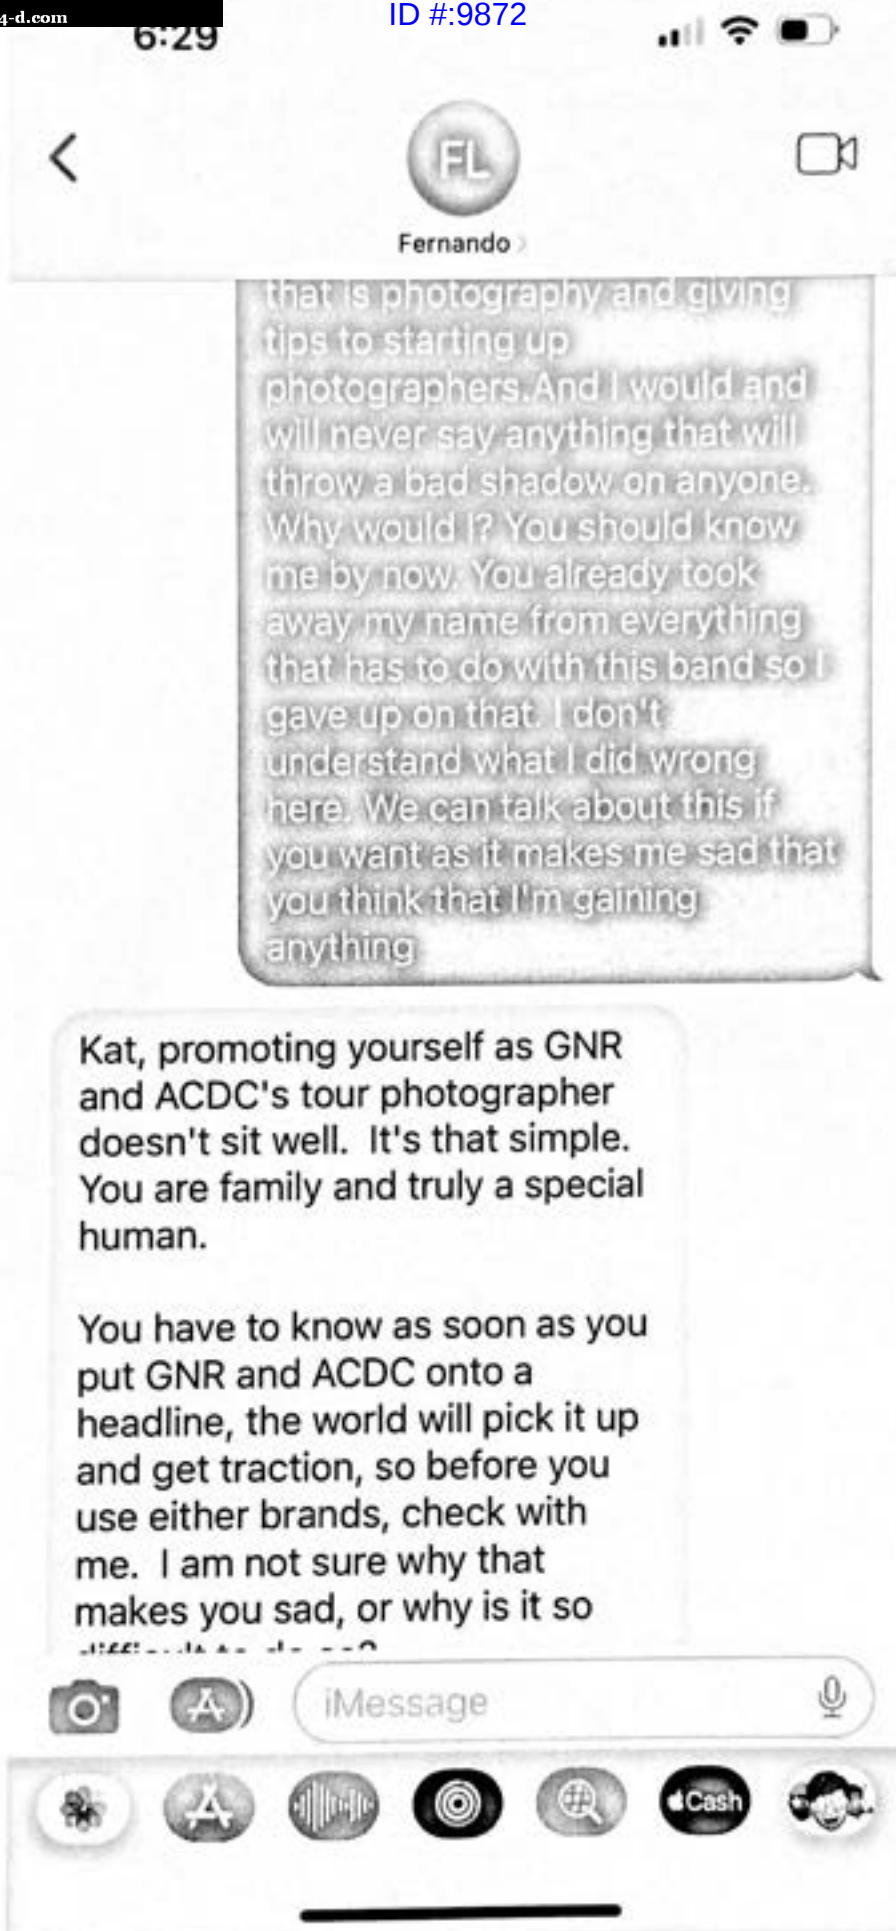 4-d.com
ID #:9872
6:29
FL
Fernando
that is photography and giving
tips to starting up
photographers.And I would and
will never say anything that will
throw a bad shadow on anyone.
Why would I? You should know
me by now. You already took
away my name from everything
that has to do with this band so I
gave up on that. I don't
understand what I did wrong
here. We can talk about this if
you want as it makes me sad that
you think that I'm gaining
anything
Kat, promoting yourself as GNR
and ACDC's tour photographer
doesn't sit well.  It's that simple.
You are family and truly a special
human.
You have to know as soon as you
put GNR and ACDC onto a
headline, the world will pick it up
and get traction, so before you
use either brands, check with
me.  I am not sure why that
makes you sad, or why is it so
difficult to do so?
iMessage
Cash